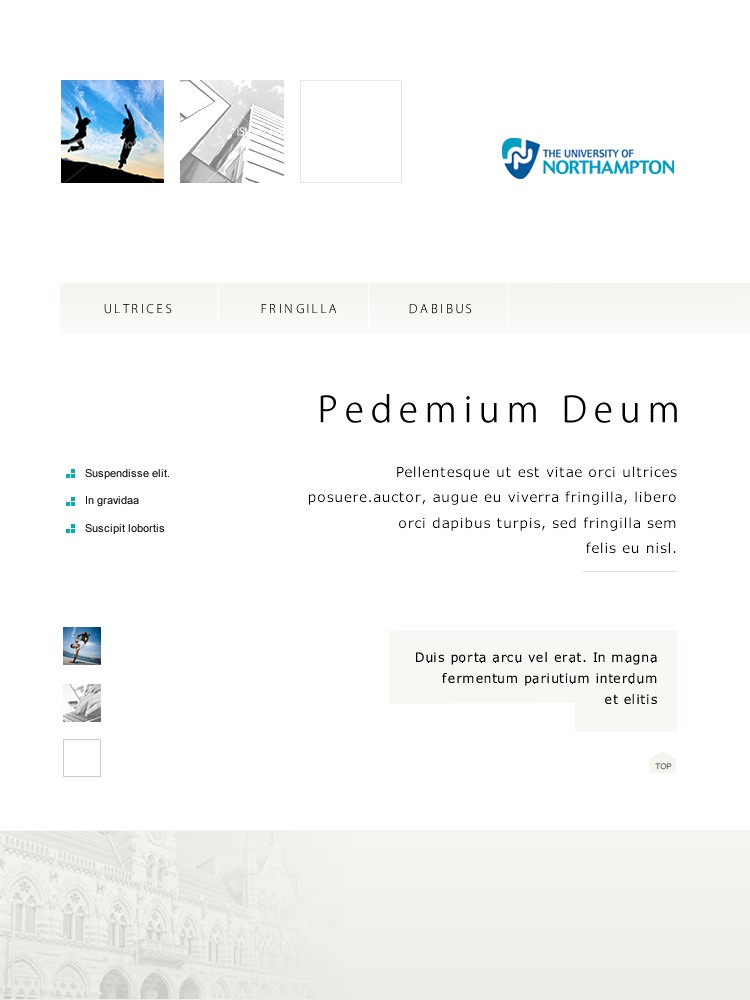 THE UNIVERSITY OF
NORTHAMPTON
ULTRICES
FRINGILLA
DABIBUS
Pedemium Deum
Suspendisse elit.
In gravidaa
Suscipit lobortis
Pellentesque ut est vitae orci ultrices
posuere.auctor, augue eu viverra fringilla, libero
orci dapibus turpis, sed fringilla sem
felis eu nisl.
Duis porta arcu vel erat. In magna
fermentum pariutium interdum
et elitis
TOP